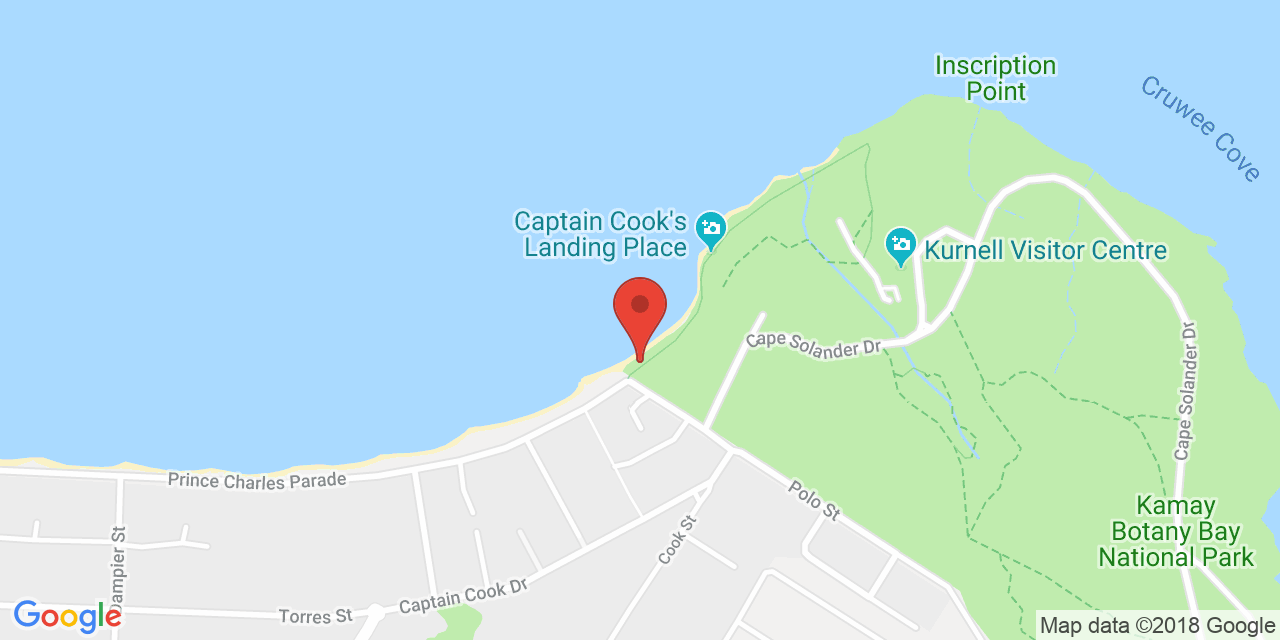 Inscription
Point
Cruwee Cove
Captain Cook's
Landing Place
Kurnell Visitor Centre
Cape Solander Dr
Cape Solander Dr
Prince Charles Parade
Polo St
Kamay
Botany Bay
National Park
Dampier St
Cook St
Captain Cook Dr
Torres St
Google
Map data ©2018 Google